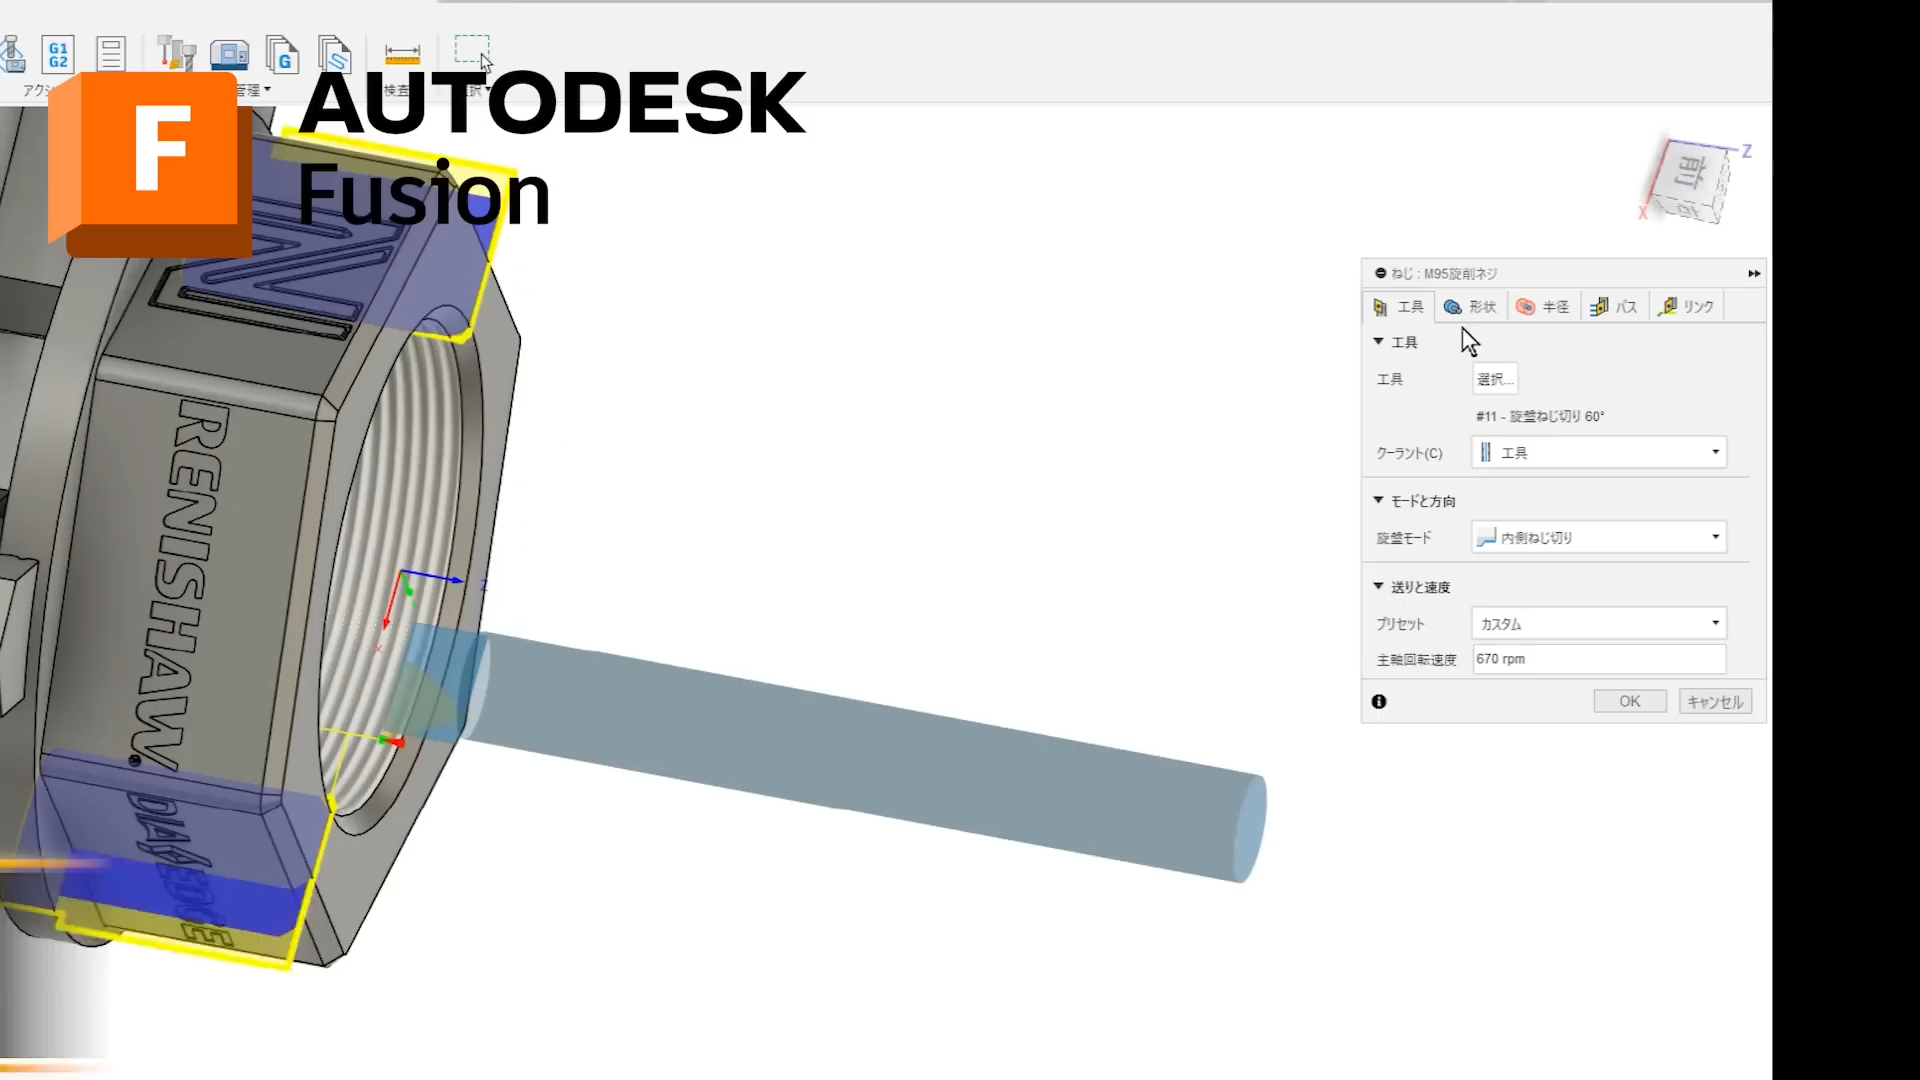 G1
G2
G
管理
検査
選択
F
AUTODESK
Fusion
前
Z
X
ねじ : M95旋削ネジ
工具
形状
半径
パス
リンク
工具
工具
選択...
#11 - 旋盤ねじ切り 60°
クーラント(C)
工具
モードと方向
旋盤モード
内側ねじ切り
送りと速度
プリセット
カスタム
主軸回転速度
670 rpm
OK
キャンセル
RENISHAW.
DIAEDGE
Z
X